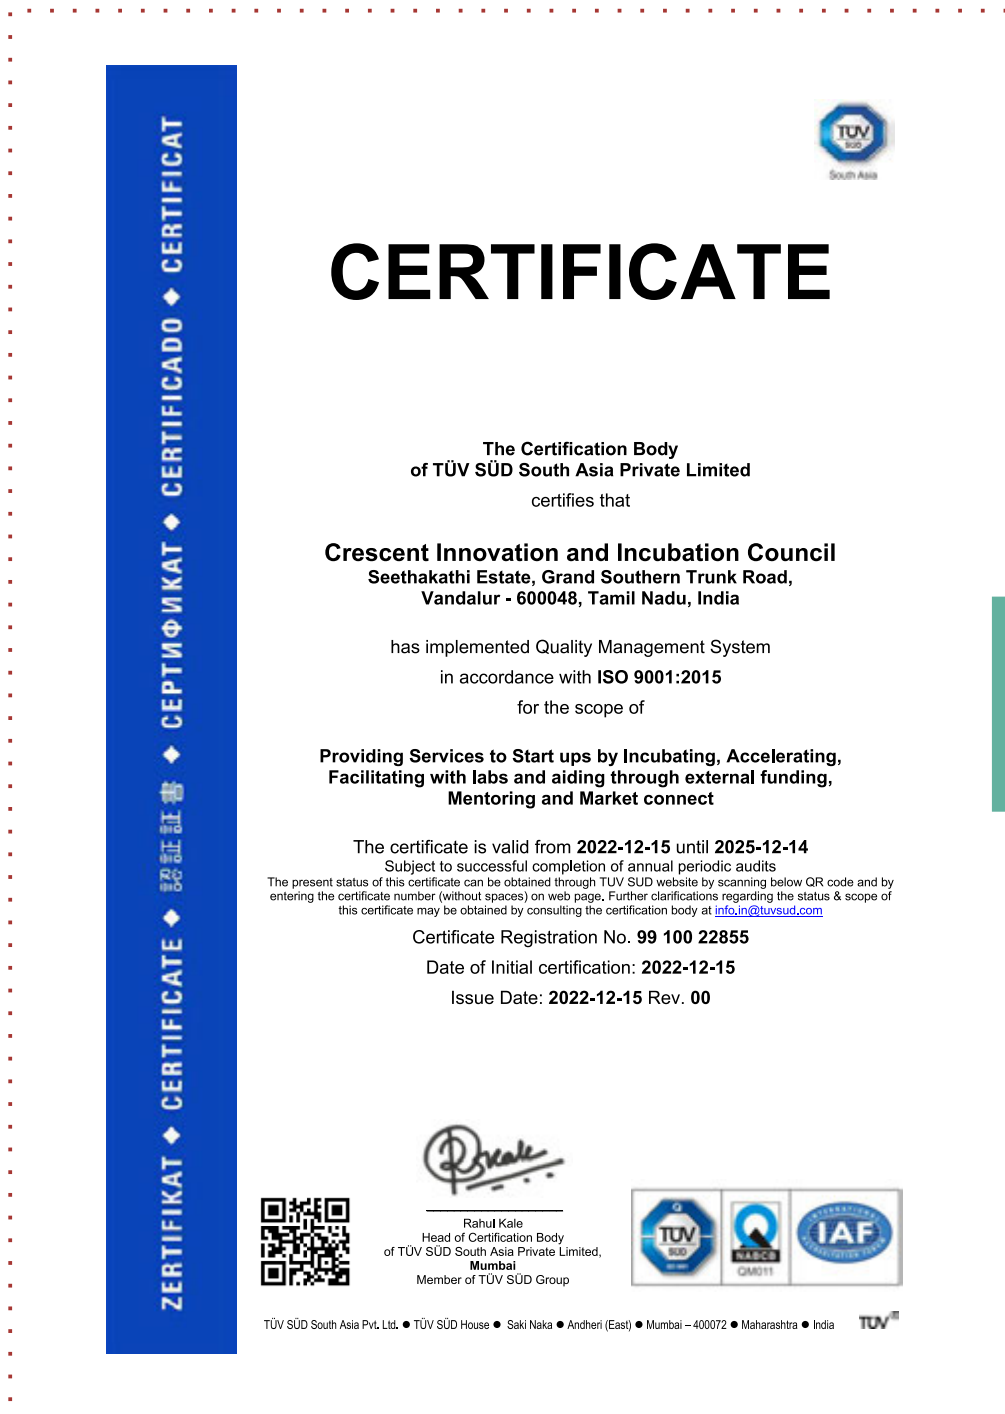 ZERTIFIKAT ◆ CERTIFICATE ◆ 認証証書 ◆ СЕРТИФИКАТ ◆ CERTIFICADO ◆ CERTIFICAT
TÜV
SÜD
South Asia
CERTIFICATE
The Certification Body
of TÜV SÜD South Asia Private Limited
certifies that
Crescent Innovation and Incubation Council
Seethakathi Estate, Grand Southern Trunk Road,
Vandalur - 600048, Tamil Nadu, India
has implemented Quality Management System
in accordance with ISO 9001:2015
for the scope of
Providing Services to Start ups by Incubating, Accelerating,
Facilitating with labs and aiding through external funding,
Mentoring and Market connect
The certificate is valid from 2022-12-15 until 2025-12-14
Subject to successful completion of annual periodic audits
The present status of this certificate can be obtained through TUV SUD website by scanning below QR code and by
entering the certificate number (without spaces) on web page. Further clarifications regarding the status & scope of
this certificate may be obtained by consulting the certification body at info.in@tuvsud.com
Certificate Registration No. 99 100 22855
Date of Initial certification: 2022-12-15
Issue Date: 2022-12-15 Rev. 00
Rahul Kale
Head of Certification Body
of TÜV SÜD South Asia Private Limited,
Mumbai
Member of TÜV SÜD Group
Q
TÜV
SÜD
ISO 9001
NABCB
QM011
INTERNATIONAL
IAF
ACCREDITATION FORUM
TÜV SÜD South Asia Pvt. Ltd. ● TÜV SÜD House ● Saki Naka ● Andheri (East) ● Mumbai – 400072 ● Maharashtra ● India
TÜV